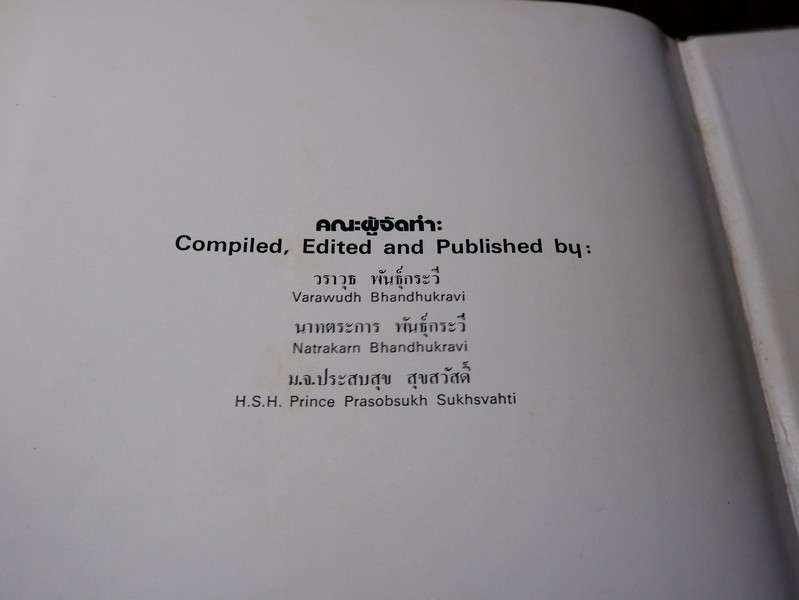 คณะผู้จัดทำ:
Compiled, Edited and Published by:
วราวุธ พันธุ์กระวี
Varawudh Bhandhukravi
นาทตระการ พันธุ์กระวี
Natrakarn Bhandhukravi
ม.จ.ประสบสุข สุขสวัสดิ์
H.S.H. Prince Prasobsukh Sukhsvahti